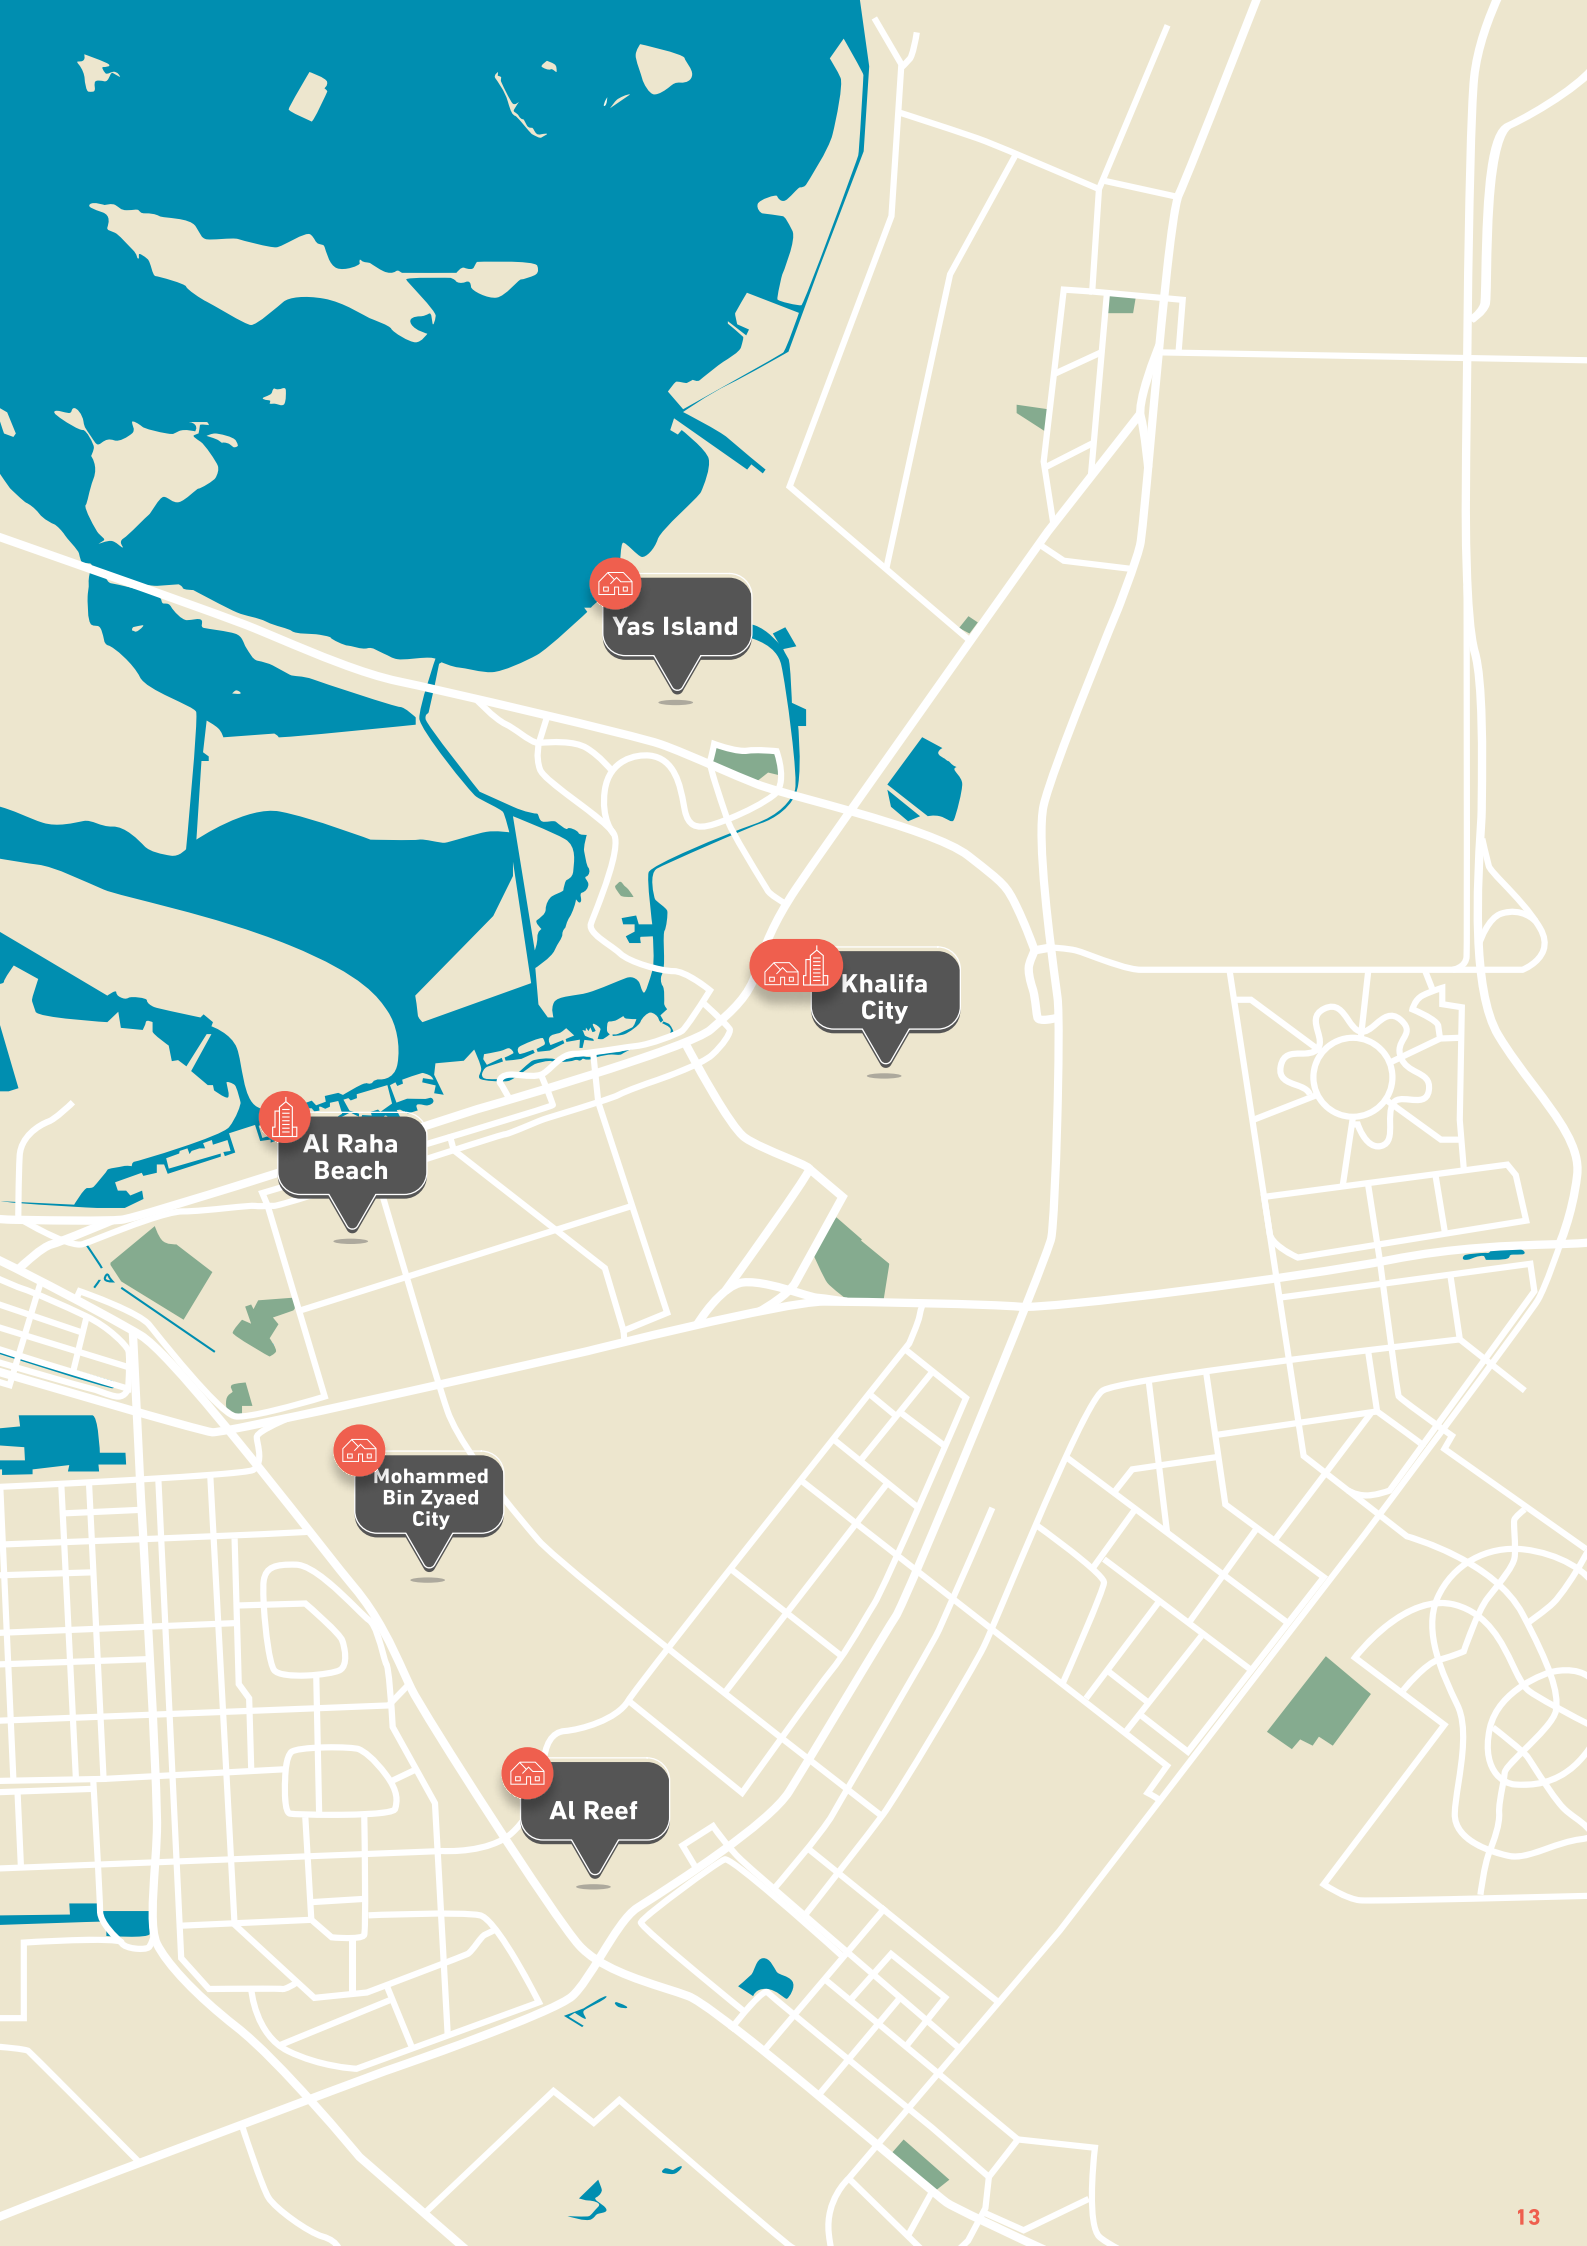 Yas Island
Khalifa
City
Al Raha
Beach
Mohammed
Bin Zyaed
City
Al Reef
13